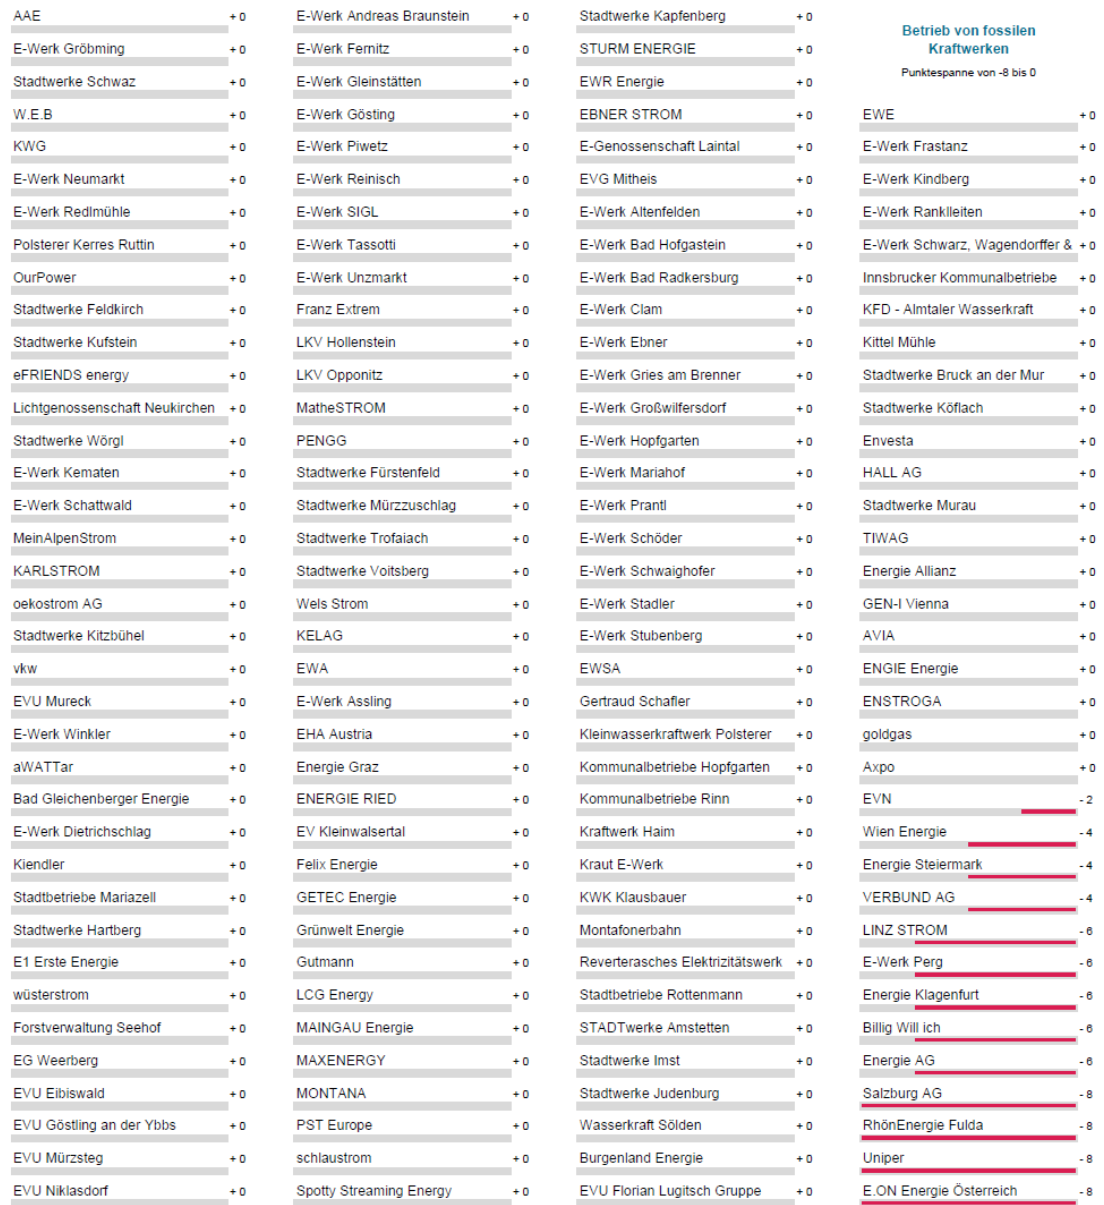 AAE + 0
E-Werk Gröbming + 0
Stadtwerke Schwaz + 0
W.E.B + 0
KWG + 0
E-Werk Neumarkt + 0
E-Werk Redlmühle + 0
Polsterer Kerres Ruttin + 0
OurPower + 0
Stadtwerke Feldkirch + 0
Stadtwerke Kufstein + 0
eFRIENDS energy + 0
Lichtgenossenschaft Neukirchen + 0
Stadtwerke Wörgl + 0
E-Werk Kematen + 0
E-Werk Schattwald + 0
MeinAlpenStrom + 0
KARLSTROM + 0
oekostrom AG + 0
Stadtwerke Kitzbühel + 0
vkw + 0
EVU Mureck + 0
E-Werk Winkler + 0
aWATTar + 0
Bad Gleichenberger Energie + 0
E-Werk Dietrichschlag + 0
Kiendler + 0
Stadtbetriebe Mariazell + 0
Stadtwerke Hartberg + 0
E1 Erste Energie + 0
wüsterstrom + 0
Forstverwaltung Seehof + 0
EG Weerberg + 0
EVU Eibiswald + 0
EVU Göstling an der Ybbs + 0
EVU Mürzsteg + 0
EVU Niklasdorf + 0
E-Werk Andreas Braunstein + 0
E-Werk Fernitz + 0
E-Werk Gleinstätten + 0
E-Werk Gösting + 0
E-Werk Piwetz + 0
E-Werk Reinisch + 0
E-Werk SIGL + 0
E-Werk Tassotti + 0
E-Werk Unzmarkt + 0
Franz Extrem + 0
LKV Hollenstein + 0
LKV Opponitz + 0
MatheSTROM + 0
PENGG + 0
Stadtwerke Fürstenfeld + 0
Stadtwerke Mürzzuschlag + 0
Stadtwerke Trofaiach + 0
Stadtwerke Voitsberg + 0
Wels Strom + 0
KELAG + 0
EWA + 0
E-Werk Assling + 0
EHA Austria + 0
Energie Graz + 0
ENERGIE RIED + 0
EV Kleinwalsertal + 0
Felix Energie + 0
GETEC Energie + 0
Grünwelt Energie + 0
Gutmann + 0
LCG Energy + 0
MAINGAU Energie + 0
MAXENERGY + 0
MONTANA + 0
PST Europe + 0
schlaustrom + 0
Spotty Streaming Energy + 0
Stadtwerke Kapfenberg + 0
STURM ENERGIE + 0
EWR Energie + 0
EBNER STROM + 0
E-Genossenschaft Laintal + 0
EVG Mitheis + 0
E-Werk Altenfelden + 0
E-Werk Bad Hofgastein + 0
E-Werk Bad Radkersburg + 0
E-Werk Clam + 0
E-Werk Ebner + 0
E-Werk Gries am Brenner + 0
E-Werk Großwilfersdorf + 0
E-Werk Hopfgarten + 0
E-Werk Mariahof + 0
E-Werk Prantl + 0
E-Werk Schöder + 0
E-Werk Schwaighofer + 0
E-Werk Stadler + 0
E-Werk Stubenberg + 0
EWSA + 0
Gertraud Schafler + 0
Kleinwasserkraftwerk Polsterer + 0
Kommunalbetriebe Hopfgarten + 0
Kommunalbetriebe Rinn + 0
Kraftwerk Haim + 0
Kraut E-Werk + 0
KWK Klausbauer + 0
Montafonerbahn + 0
Reverterasches Elektrizitätswerk + 0
Stadtbetriebe Rottenmann + 0
STADTwerke Amstetten + 0
Stadtwerke Imst + 0
Stadtwerke Judenburg + 0
Wasserkraft Sölden + 0
Burgenland Energie + 0
EVU Florian Lugitsch Gruppe + 0
Betrieb von fossilen
Kraftwerken
Punktespanne von -8 bis 0
EWE + 0
E-Werk Frastanz + 0
E-Werk Kindberg + 0
E-Werk Ranklleiten + 0
E-Werk Schwarz, Wagendorffer & + 0
Innsbrucker Kommunalbetriebe + 0
KFD - Almtaler Wasserkraft + 0
Kittel Mühle + 0
Stadtwerke Bruck an der Mur + 0
Stadtwerke Köflach + 0
Envesta + 0
HALL AG + 0
Stadtwerke Murau + 0
TIWAG + 0
Energie Allianz + 0
GEN-I Vienna + 0
AVIA + 0
ENGIE Energie + 0
ENSTROGA + 0
goldgas + 0
Axpo + 0
EVN - 2
Wien Energie - 4
Energie Steiermark - 4
VERBUND AG - 4
LINZ STROM - 6
E-Werk Perg - 6
Energie Klagenfurt - 6
Billig Will ich - 6
Energie AG - 6
Salzburg AG - 8
RhönEnergie Fulda - 8
Uniper - 8
E.ON Energie Österreich - 8